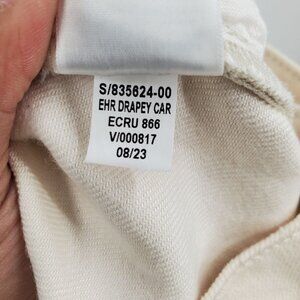 S/835624-00
EHR DRAPEY CAR
ECRU 866
V/000817
08/23